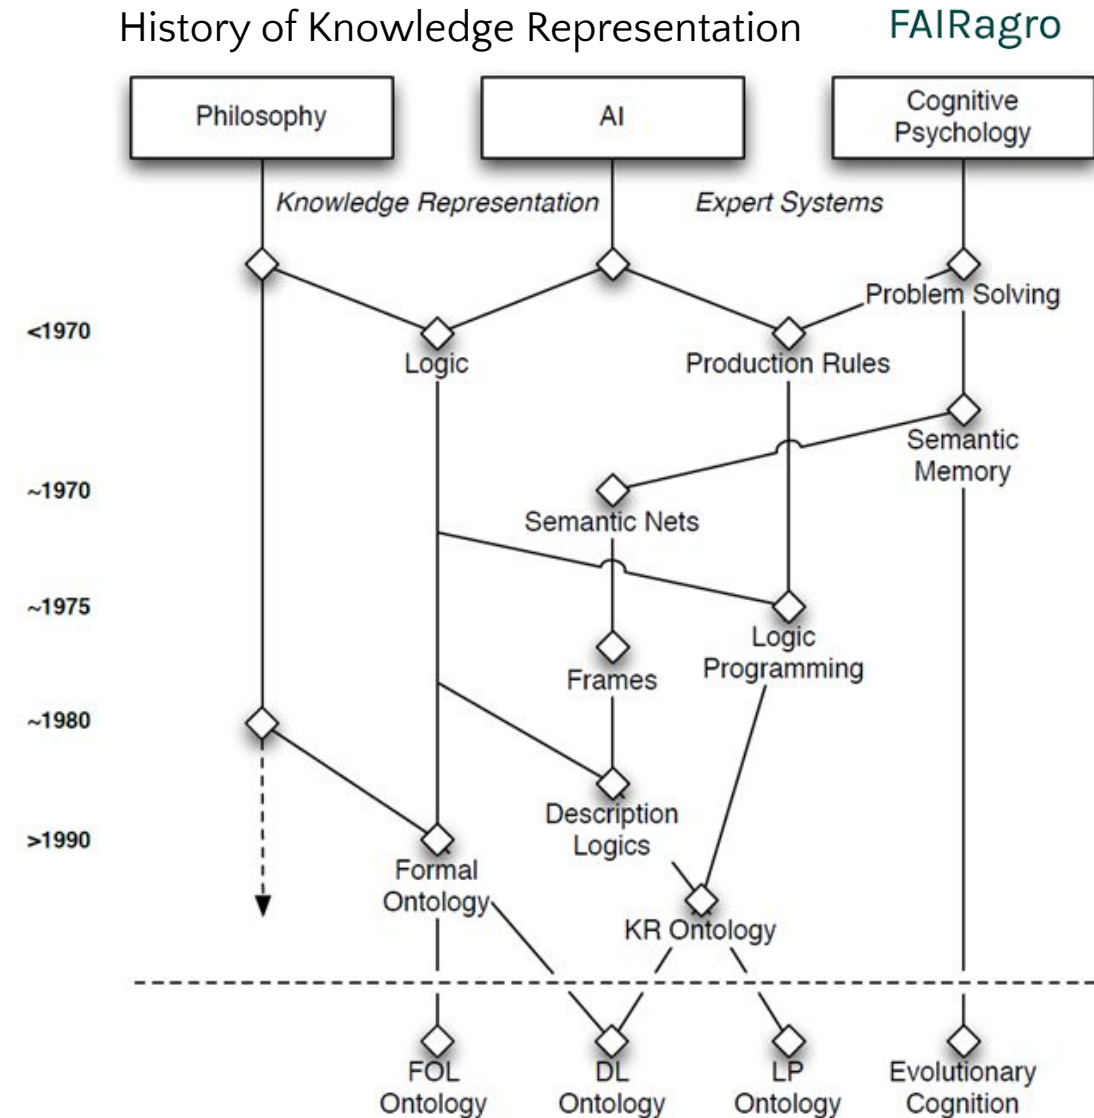 History of Knowledge Representation
FAIRagro
Philosophy
AI
Cognitive
Psychology
Knowledge Representation
Expert Systems
Problem Solving
<1970
Logic
Production Rules
Semantic
Memory
~1970
Semantic Nets
~1975
Logic
Programming
Frames
~1980
Description
Logics
>1990
Formal
Ontology
KR Ontology
FOL
Ontology
DL
Ontology
LP
Ontology
Evolutionary
Cognition